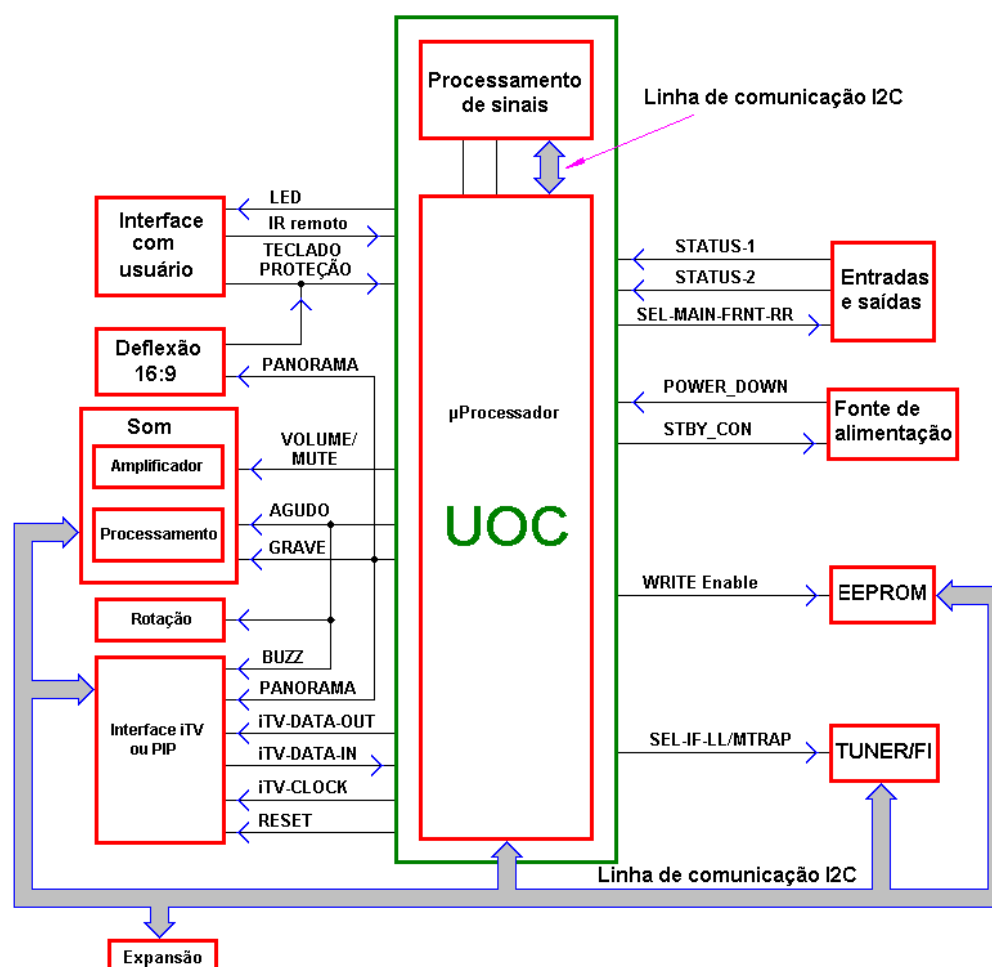 Processamento
de sinais
Linha de comunicação I2C
LED
IR remoto
TECLADO
PROTEÇÃO
Interface
com
usuário
STATUS-1
STATUS-2
SEL-MAIN-FRNT-RR
Entradas
e saídas
Deflexão
16:9
PANORAMA
POWER_DOWN
STBY_CON
Fonte de
alimentação
µProcessador
UOC
Som
Amplificador
Processamento
VOLUME/
MUTE
AGUDO
GRAVE
WRITE Enable
EEPROM
Rotação
BUZZ
PANORAMA
iTV-DATA-OUT
iTV-DATA-IN
iTV-CLOCK
RESET
Interface iTV
ou PIP
SEL-IF-LL/MTRAP
TUNER/FI
Linha de comunicação I2C
Expansão